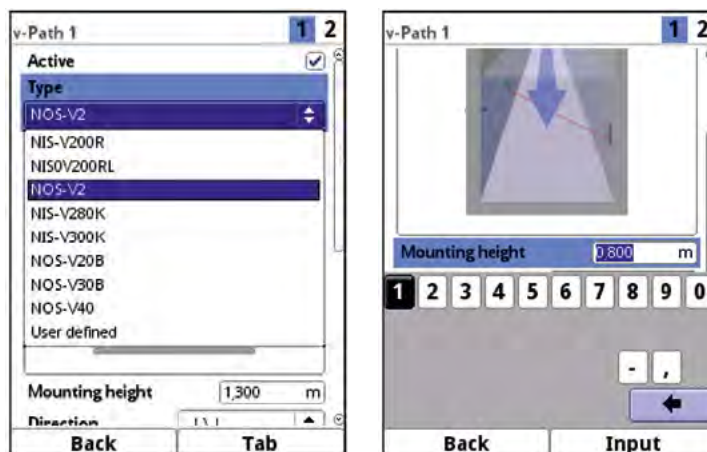 v-Path 1 1 2
Active
Type
NOS-V2
NIS-V200R
NIS0V200RL
NOS-V2
NIS-V280K
NIS-V300K
NOS-V20B
NOS-V30B
NOS-V40
User defined
Mounting height 1,300 m
Direction
Back Tab
v-Path 1 1 2
Mounting height 0,800 m
1 2 3 4 5 6 7 8 9 0
- ,
Back Input